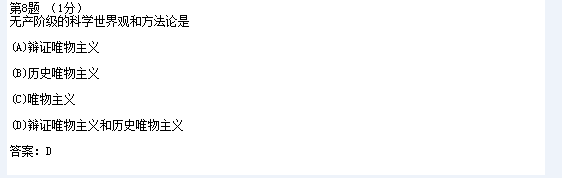 第8题 （1分）
无产阶级的科学世界观和方法论是
(A)辩证唯物主义
(B)历史唯物主义
(C)唯物主义
(D)辩证唯物主义和历史唯物主义
答案：D